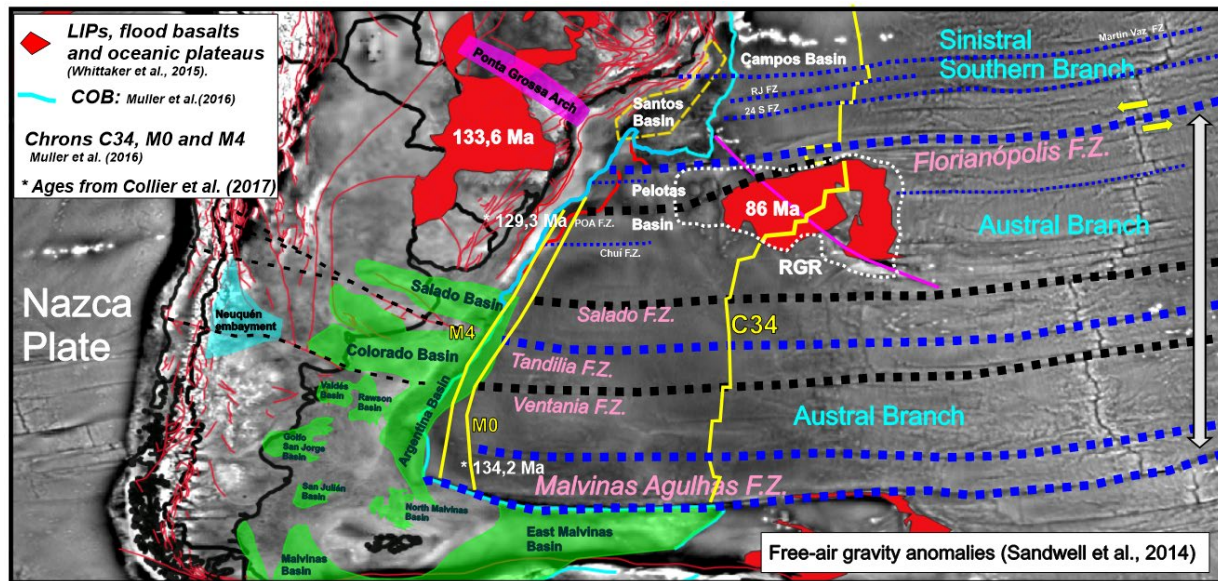 LIPs, flood basalts
and oceanic plateaus
(Whittaker et al., 2015).
COB: Muller et al.(2016)
Chrons C34, M0 and M4
Muller et al. (2016)
* Ages from Collier et al. (2017)
Ponta Grossa Arch
133,6 Ma
Santos
Basin
Campos Basin
RJ FZ
24 S FZ
Martin Vaz FZ
Sinistral
Southern Branch
Florianópolis F.Z.
Pelotas
Basin
* 129,3 Ma
POA F.Z.
Chuí F.Z.
86 Ma
RGR
Austral Branch
Nazca
Plate
Neuquén
embayment
Salado Basin
M4
Colorado Basin
Salado F.Z.
C34
Tandilia F.Z.
Valdés
Basin
Rawson
Basin
Argentina Basin
Ventania F.Z.
M0
Austral Branch
Golfo
San Jorge
Basin
* 134,2 Ma
Malvinas Agulhas F.Z.
San Julián
Basin
North Malvinas
Basin
East Malvinas
Basin
Malvinas
Basin
Free-air gravity anomalies (Sandwell et al., 2014)